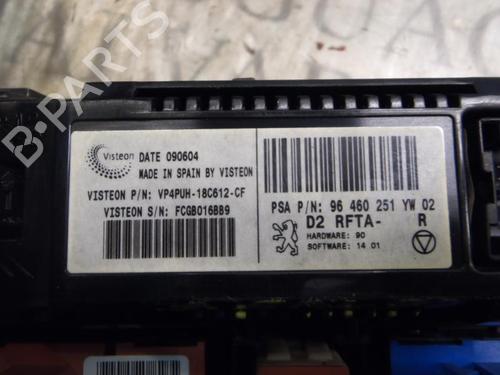 B-PARTS
Visteon
DATE 090604
MADE IN SPAIN BY VISTEON
VISTEON P/N: VP4PUH-18C612-CF
VISTEON S/N: FCGB016BB9
PSA P/N: 96 460 251 YW 02
D2 RFTA- R
HARDWARE: 90
SOFTWARE: 14 01